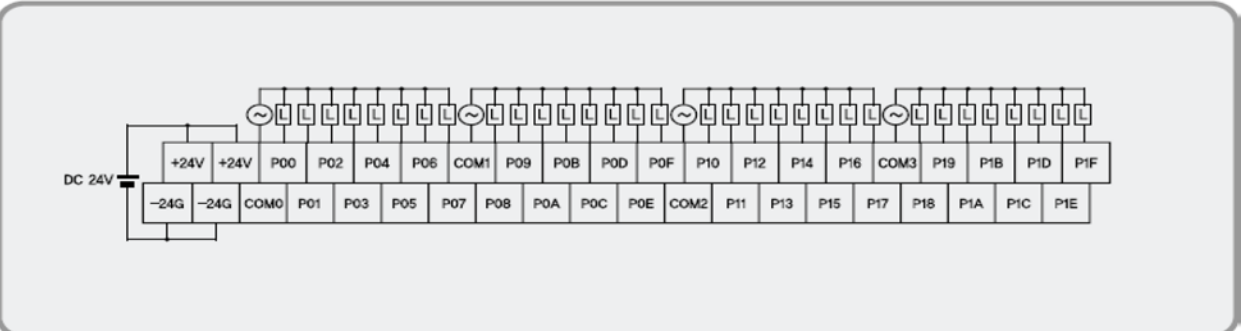 ~ L L L L L L L L ~ L L L L L L L L ~ L L L L L L L L ~ L L L L L L L L
+24V +24V P00 P02 P04 P06 COM1 P09 P0B P0D P0F P10 P12 P14 P16 COM3 P19 P1B P1D P1F
DC 24V
−24G −24G COM0 P01 P03 P05 P07 P08 P0A P0C P0E COM2 P11 P13 P15 P17 P18 P1A P1C P1E